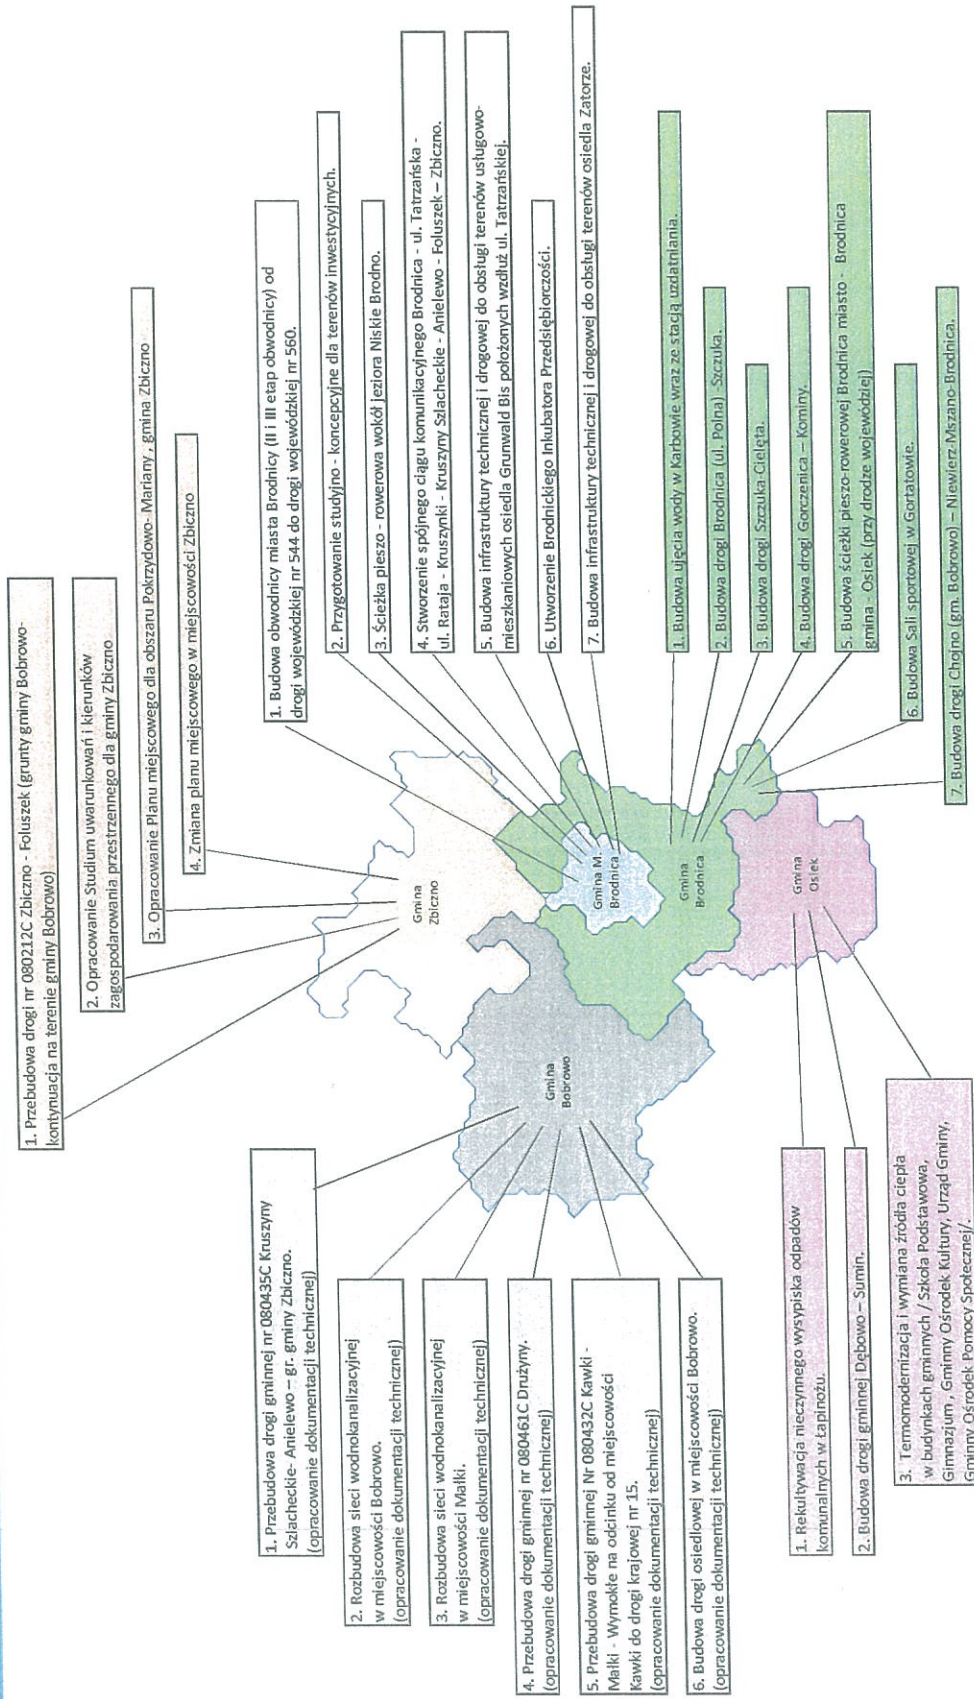 1. Przebudowa drogi nr 080212C Zbiczno - Foluszek (grunty gminy Bobrowo-
kontynuacja na terenie gminy Bobrowo)
2. Opracowanie Studium uwarunkowań i kierunków
zagospodarowania przestrzennego dla gminy Zbiczno
3. Opracowanie Planu miejscowego dla obszaru Pokrzydowo- Mariany , gmina Zbiczno
4. Zmiana planu miejscowego w miejscowości Zbiczno
1. Przebudowa drogi gminnej nr 080435C Kruszyny
Szlacheckie- Anielewo – gr. gminy Zbiczno.
(opracowanie dokumentacji technicznej)
2. Rozbudowa sieci wodnokanalizacyjnej
w miejscowości Bobrowo.
(opracowanie dokumentacji technicznej)
3. Rozbudowa sieci wodnokanalizacyjnej
w miejscowości Małki.
(opracowanie dokumentacji technicznej)
4. Przebudowa drogi gminnej nr 080461C Drużyny.
(opracowanie dokumentacji technicznej)
5. Przebudowa drogi gminnej Nr 080432C Kawki -
Małki - Wymokłe na odcinku od miejscowości
Kawki do drogi krajowej nr 15.
(opracowanie dokumentacji technicznej)
6. Budowa drogi osiedlowej w miejscowości Bobrowo.
(opracowanie dokumentacji technicznej)
Gmina
Zbiczno
Gmina
Bobrowo
Gmina M.
Brodnica
Gmina
Brodnica
Gmina
Osiek
1. Budowa obwodnicy miasta Brodnicy (II i III etap obwodnicy) od
drogi wojewódzkiej nr 544 do drogi wojewódzkiej nr 560.
2. Przygotowanie studyjno - koncepcyjne dla terenów inwestycyjnych.
3. Ścieżka pieszo - rowerowa wokół jeziora Niskie Brodno.
4. Stworzenie spójnego ciągu komunikacyjnego Brodnica - ul. Tatrzańska -
ul. Rataja - Kruszynki - Kruszyny Szlacheckie - Anielewo - Foluszek – Zbiczno.
5. Budowa infrastruktury technicznej i drogowej do obsługi terenów usługowo-
mieszkaniowych osiedla Grunwald Bis położonych wzdłuż ul. Tatrzańskiej.
6. Utworzenie Brodnickiego Inkubatora Przedsiębiorczości.
7. Budowa infrastruktury technicznej i drogowej do obsługi terenów osiedla Zatorze.
1. Budowa ujęcia wody w Karbowie wraz ze stacją uzdatniania.
2. Budowa drogi Brodnica (ul. Polna) -Szczuka.
3. Budowa drogi Szczuka-Cielęta.
4. Budowa drogi Gorczenica – Kominy.
5. Budowa ścieżki pieszo-rowerowej Brodnica miasto - Brodnica
gmina - Osiek (przy drodze wojewódziej)
6. Budowa Sali sportowej w Gortatowie.
7. Budowa drogi Chojno (gm. Bobrowo) – Niewierz-Mszano-Brodnica.
1. Rekultywacja nieczynnego wysypiska odpadów
komunalnych w Łapinożu.
2. Budowa drogi gminnej Dębowo – Sumin.
3. Termomodernizacja i wymiana źródła ciepła
w budynkach gminnych / Szkoła Podstawowa,
Gimnazjum , Gminny Ośrodek Kultury, Urząd Gminy,
Gminny Ośrodek Pomocy Społecznej/.